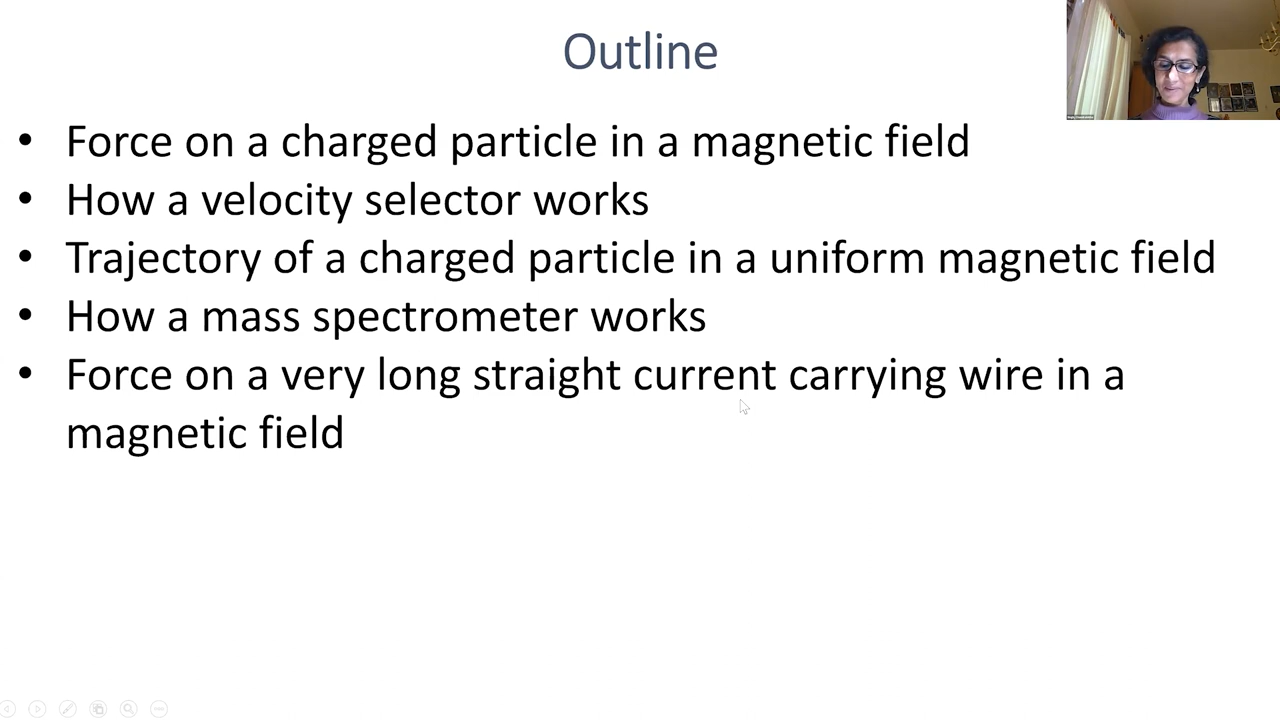 Outline
• Force on a charged particle in a magnetic field
• How a velocity selector works
• Trajectory of a charged particle in a uniform magnetic field
• How a mass spectrometer works
• Force on a very long straight current carrying wire in a
magnetic field